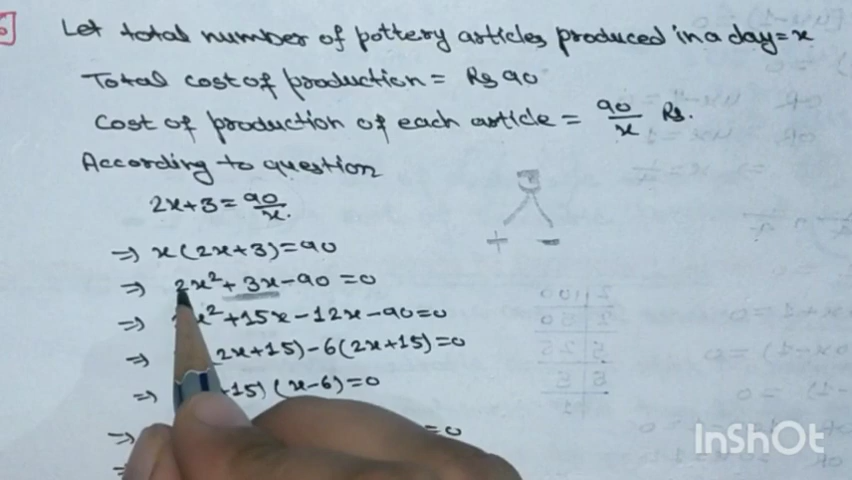 Let total number of pottery articles produced in a day = x
Total cost of production = Rs 90
Cost of production of each article = 90/x Rs.
According to question
2x+3 = 90/x.
+ -
⇒ x(2x+3) = 90
⇒ 2x² + 3x - 90 = 0
⇒ x² + 15x - 12x - 90 = 0
⇒ 2x+15) - 6(2x+15) = 0
⇒ +15) (x-6) = 0
⇒ = 0
⇒
InShOt